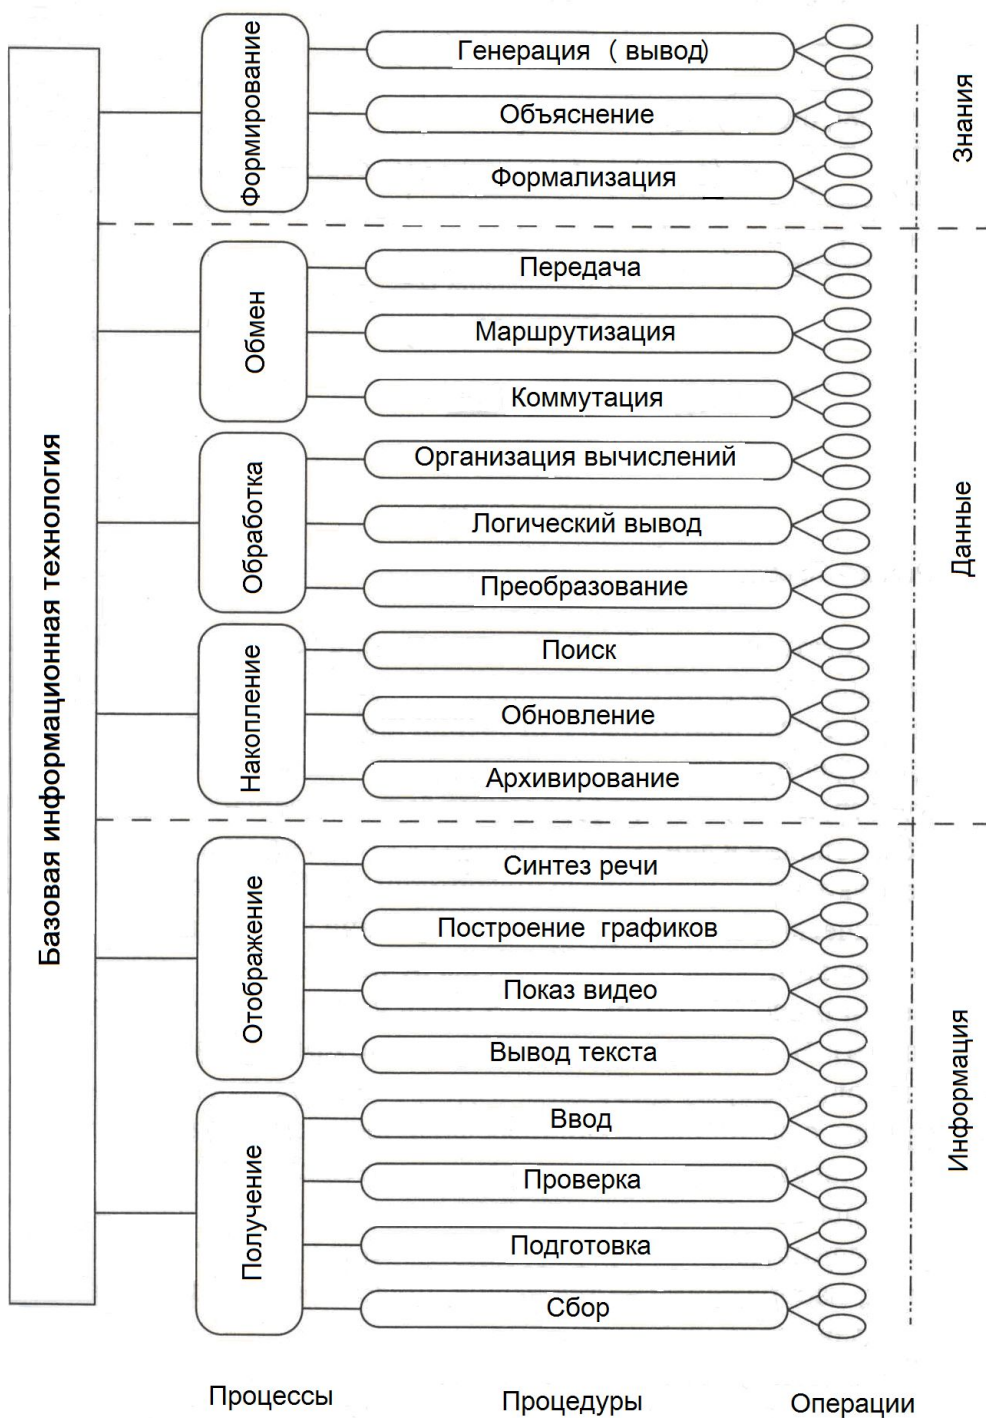 Базовая информационная технология
Формирование
Генерация ( вывод)
Объяснение
Формализация
Знания
Обмен
Передача
Маршрутизация
Коммутация
Обработка
Организация вычислений
Логический вывод
Преобразование
Данные
Накопление
Поиск
Обновление
Архивирование
Отображение
Синтез речи
Построение графиков
Показ видео
Вывод текста
Информация
Получение
Ввод
Проверка
Подготовка
Сбор
Процессы
Процедуры
Операции